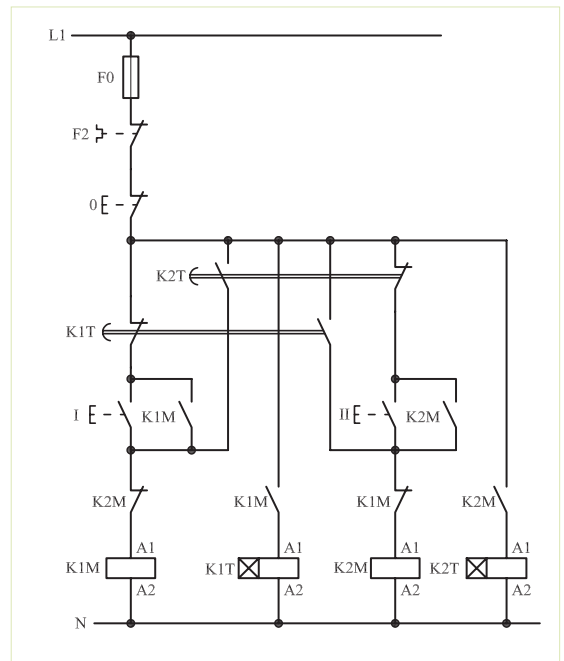 L1
F0
F2
0
K2T
K1T
I K1M II K2M
K2M K1M K1M K2M
A1 A1 A1 A1
K1M K1T K2M K2T
A2 A2 A2 A2
N